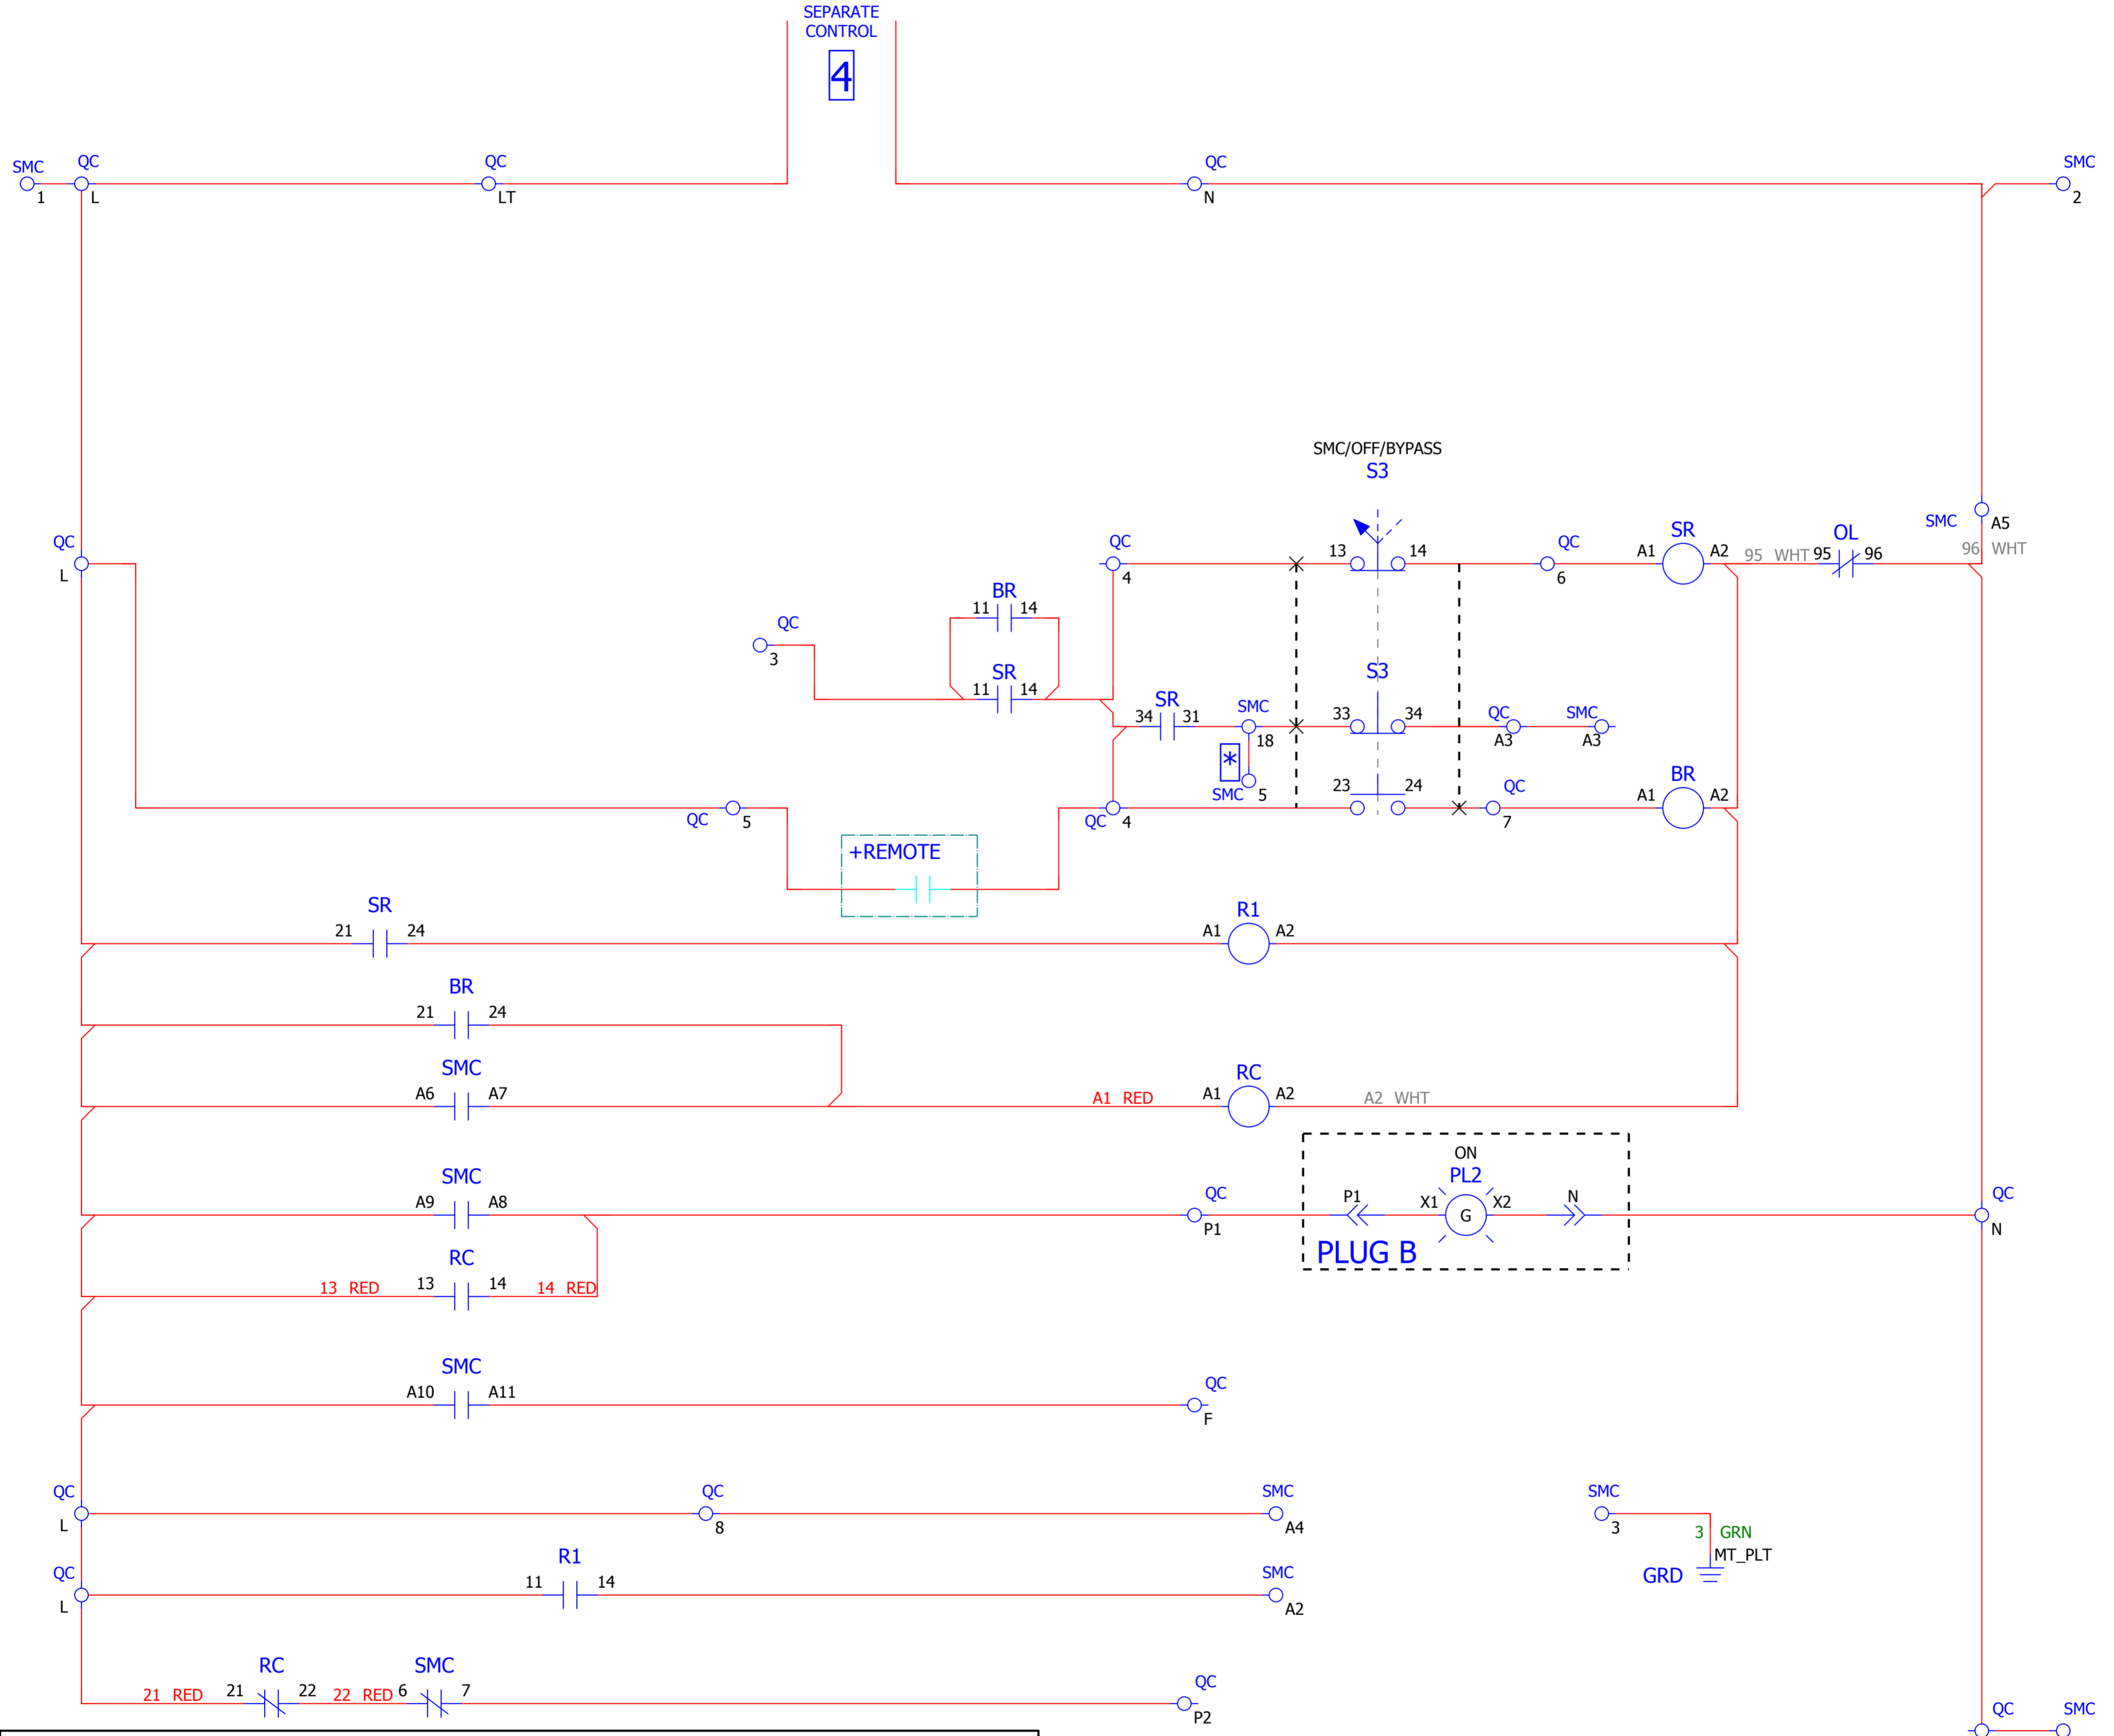 SEPARATE
CONTROL
4
SMC
QC
QC
QC
SMC
1
L
LT
N
2
SMC/OFF/BYPASS
S3
QC
L
QC
4
13
14
QC
6
SR
A1
A2
95 WHT
95
OL
96
SMC
A5
96 WHT
BR
11
14
QC
3
SR
11
14
SR
34
31
SMC
18
S3
33
34
QC
A3
SMC
A3
*
SMC
5
QC
5
QC
4
23
24
QC
7
BR
A1
A2
+REMOTE
SR
21
24
R1
A1
A2
BR
21
24
SMC
A6
A7
A1 RED
RC
A1
A2
A2 WHT
ON
SMC
A9
A8
QC
P1
P1
PL2
X1
G
X2
N
QC
N
PLUG B
RC
13 RED
13
14
14 RED
SMC
A10
A11
QC
F
QC
L
QC
8
SMC
A4
SMC
3
3 GRN
MT_PLT
GRD
QC
L
R1
11
14
SMC
A2
RC
21 RED
21
22
22 RED
SMC
6
7
QC
P2
QC
SMC